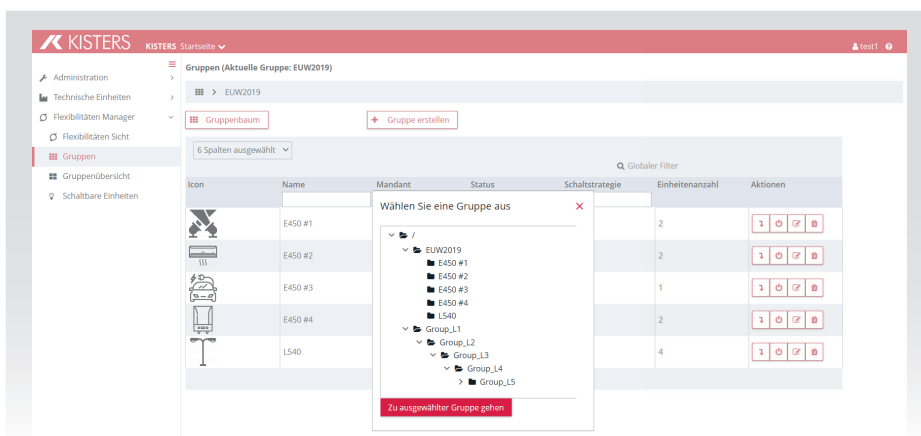 KISTERS KISTERS Startseite test1
Gruppen (Aktuelle Gruppe: EUW2019)
Administration
Technische Einheiten
Flexibilitäten Manager
Flexibilitäten Sicht
Gruppen
Gruppenübersicht
Schaltbare Einheiten
> EUW2019
Gruppenbaum + Gruppe erstellen
6 Spalten ausgewählt
Globaler Filter
Icon Name Mandant Status Schaltstrategie Einheitenanzahl Aktionen
E450 #1 2
E450 #2 2
E450 #3 1
E450 #4 2
L540 4
Wählen Sie eine Gruppe aus
/
EUW2019
E450 #1
E450 #2
E450 #3
E450 #4
L540
Group_L1
Group_L2
Group_L3
Group_L4
Group_L5
Zu ausgewählter Gruppe gehen